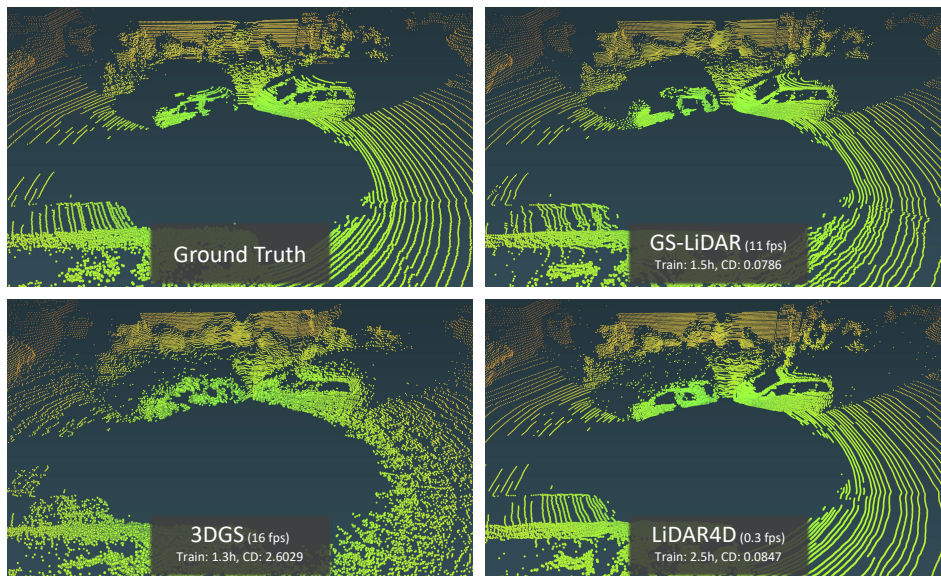 Ground Truth
GS-LiDAR (11 fps)
Train: 1.5h, CD: 0.0786
3DGS (16 fps)
Train: 1.3h, CD: 2.6029
LiDAR4D (0.3 fps)
Train: 2.5h, CD: 0.0847